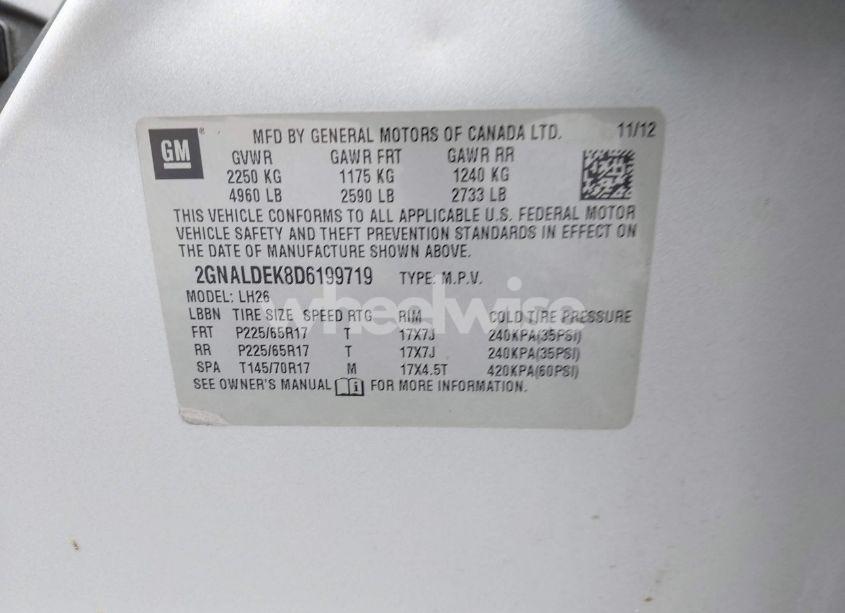 GM
MFD BY GENERAL MOTORS OF CANADA LTD. 11/12
GVWR GAWR FRT GAWR RR
2250 KG 1175 KG 1240 KG
4960 LB 2590 LB 2733 LB
THIS VEHICLE CONFORMS TO ALL APPLICABLE U.S. FEDERAL MOTOR
VEHICLE SAFETY AND THEFT PREVENTION STANDARDS IN EFFECT ON
THE DATE OF MANUFACTURE SHOWN ABOVE.
2GNALDEK8D6199719 TYPE: M.P.V.
MODEL: LH26
wheelwise
LBBN TIRE SIZE SPEED RTG RIM COLD TIRE PRESSURE
FRT P225/65R17 T 17X7J 240KPA(35PSI)
RR P225/65R17 T 17X7J 240KPA(35PSI)
SPA T145/70R17 M 17X4.5T 420KPA(60PSI)
SEE OWNER'S MANUAL FOR MORE INFORMATION.